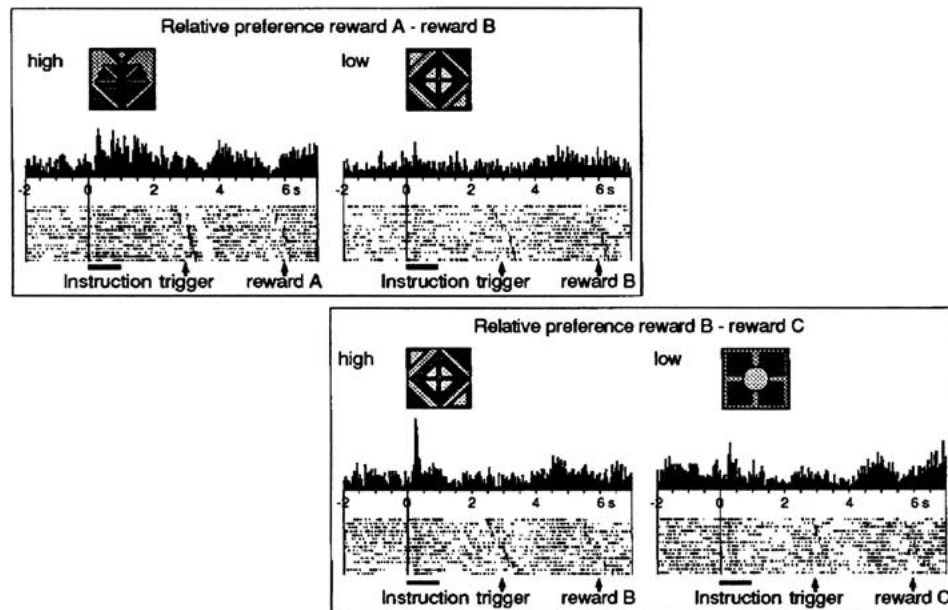 Relative preference reward A - reward B
high low
-2 0 2 4 6 s -2 0 2 4 6 s
Instruction trigger reward A Instruction trigger reward B
Relative preference reward B - reward C
high low
-2 0 2 4 6 s -2 0 2 4 6 s
Instruction trigger reward B Instruction trigger reward C